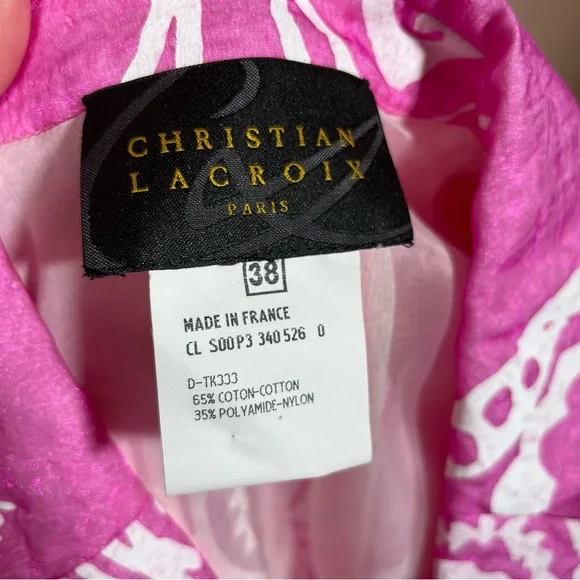 CHRISTIAN
LACROIX
PARIS
38
MADE IN FRANCE
CL S00P3 340526 0
D-TK333
65% COTON-COTTON
35% POLYAMIDE-NYLON